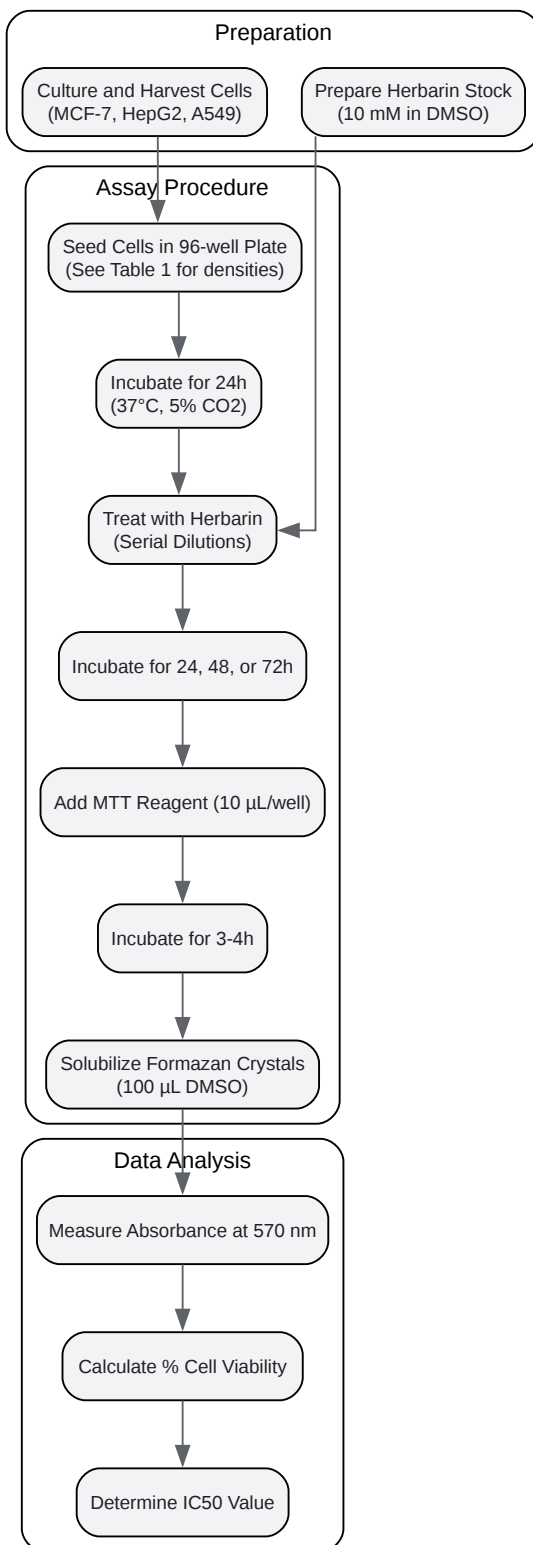 Preparation
Culture and Harvest Cells
(MCF-7, HepG2, A549)
Prepare Herbarin Stock
(10 mM in DMSO)
Assay Procedure
Seed Cells in 96-well Plate
(See Table 1 for densities)
Incubate for 24h
(37°C, 5% CO2)
Treat with Herbarin
(Serial Dilutions)
Incubate for 24, 48, or 72h
Add MTT Reagent (10 µL/well)
Incubate for 3-4h
Solubilize Formazan Crystals
(100 µL DMSO)
Data Analysis
Measure Absorbance at 570 nm
Calculate % Cell Viability
Determine IC50 Value